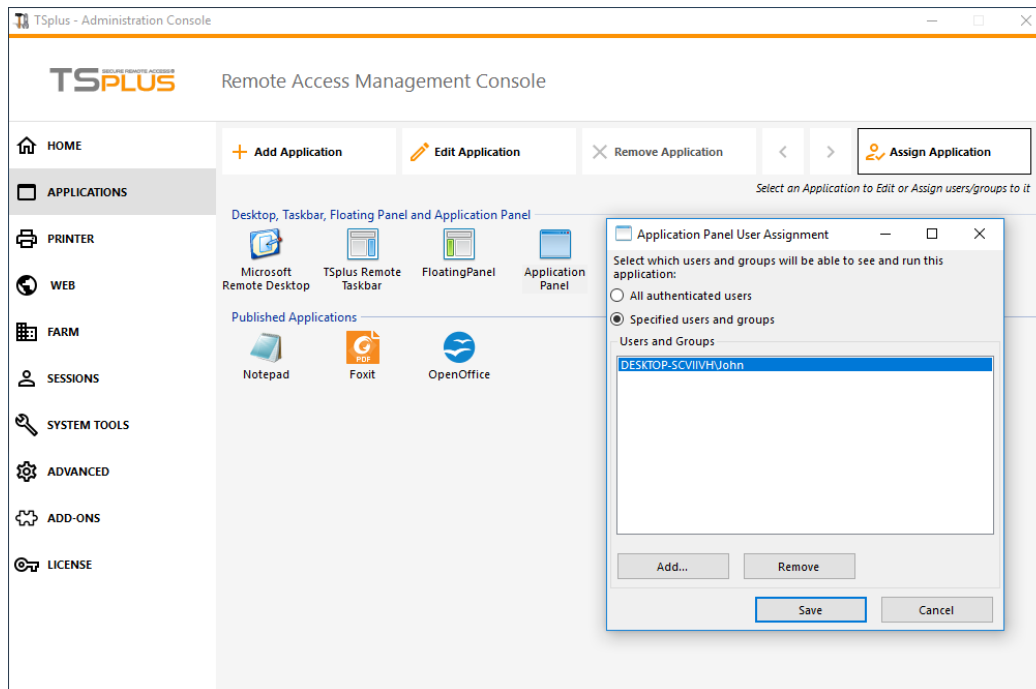 TSplus - Administration Console
TSPLUS
SECURE REMOTE ACCESS
Remote Access Management Console
HOME
APPLICATIONS
PRINTER
WEB
FARM
SESSIONS
SYSTEM TOOLS
ADVANCED
ADD-ONS
LICENSE
Add Application
Edit Application
Remove Application
Assign Application
Select an Application to Edit or Assign users/groups to it
Desktop, Taskbar, Floating Panel and Application Panel
Microsoft
Remote Desktop
TSplus Remote
Taskbar
FloatingPanel
Application
Panel
Published Applications
Notepad
PDF
Foxit
OpenOffice
Application Panel User Assignment
Select which users and groups will be able to see and run this
application:
All authenticated users
Specified users and groups
Users and Groups
DESKTOP-SCVIIVH\John
Add...
Remove
Save
Cancel